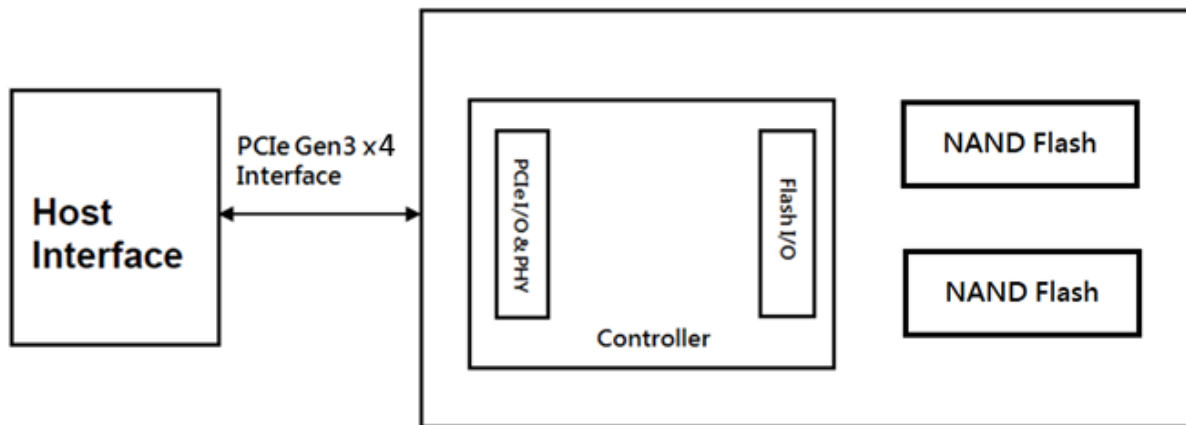 Host
Interface
PCIe Gen3 x4
Interface
PCIe I/O & PHY
Flash I/O
Controller
NAND Flash
NAND Flash